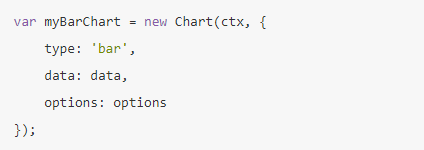 var myBarChart = new Chart(ctx, {
    type: 'bar',
    data: data,
    options: options
});